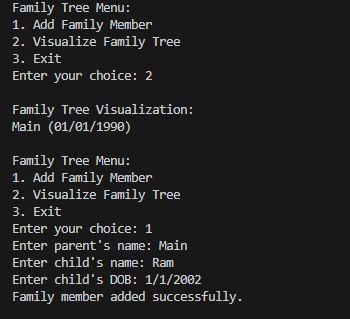 Family Tree Menu:
1. Add Family Member
2. Visualize Family Tree
3. Exit
Enter your choice: 2
Family Tree Visualization:
Main (01/01/1990)
Family Tree Menu:
1. Add Family Member
2. Visualize Family Tree
3. Exit
Enter your choice: 1
Enter parent's name: Main
Enter child's name: Ram
Enter child's DOB: 1/1/2002
Family member added successfully.